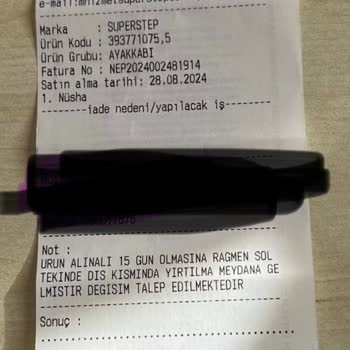 e-mail:
Marka : SUPERSTEP
Ürün Kodu : 393771075,5
Ürün Grubu: AYAKKABI
Fatura No : NEP2024002481914
Satın alma tarihi: 28.08.2024
1. Nüsha
--------iade nedeni/yapılacak iş--------
Not :
URUN ALINALI 15 GUN OLMASINA RAGMEN SOL
TEKINDE DIS KISMINDA YIRTILMA MEYDANA GE
LMISTIR DEGISIM TALEP EDILMEKTEDIR
Sonuç :